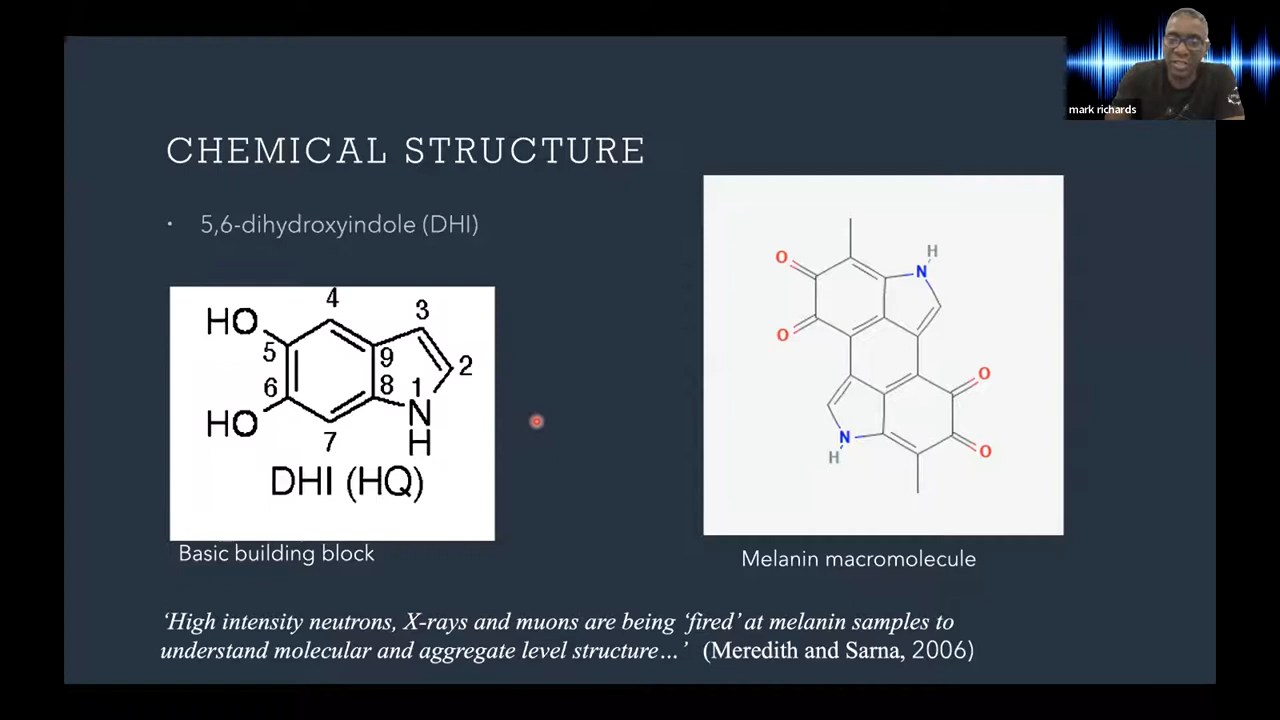 mark richards
CHEMICAL STRUCTURE
• 5,6-dihydroxyindole (DHI)
HO
4
3
5
9
2
6
8
1
HO
7
N
H
DHI (HQ)
Basic building block
O
O
N
H
O
O
N
H
Melanin macromolecule
‘High intensity neutrons, X-rays and muons are being ‘fired’ at melanin samples to
understand molecular and aggregate level structure…’ (Meredith and Sarna, 2006)